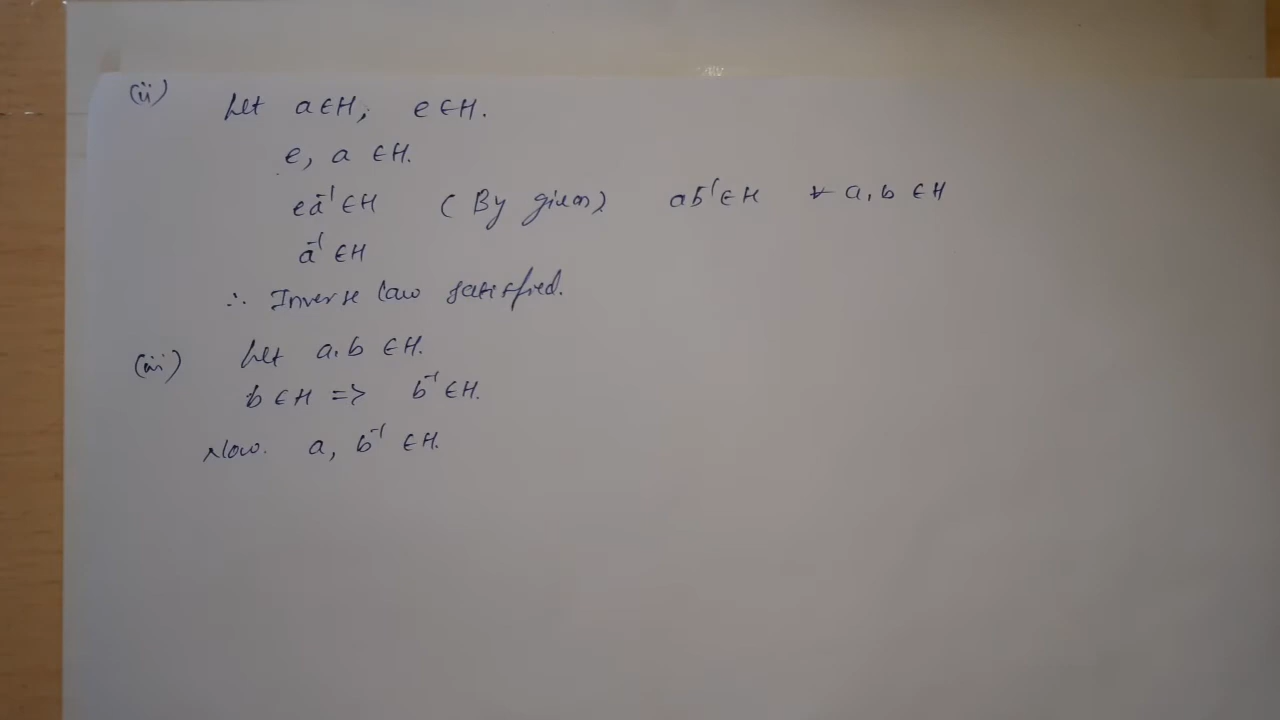 (ii) Let a∈H, e∈H.
e, a ∈H.
ea⁻¹∈H (By given) ab⁻¹∈H ∀ a, b ∈H
a⁻¹ ∈H
∴ Inverse law satisfied.
(iii) Let a, b ∈H.
b∈H => b⁻¹∈H.
Now. a, b⁻¹ ∈H.